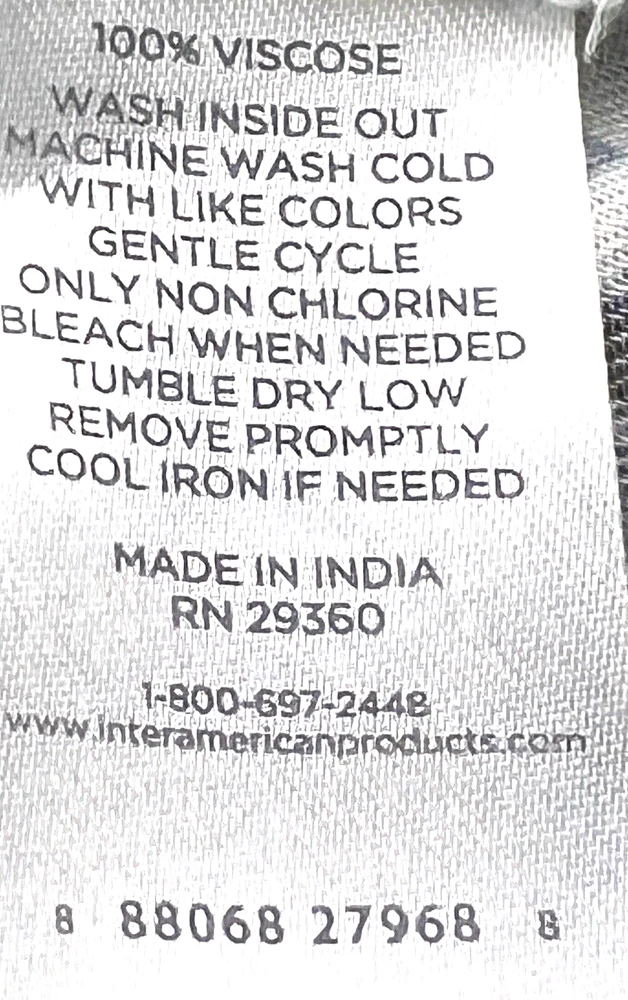 100% VISCOSE
WASH INSIDE OUT
MACHINE WASH COLD
WITH LIKE COLORS
GENTLE CYCLE
ONLY NON CHLORINE
BLEACH WHEN NEEDED
TUMBLE DRY LOW
REMOVE PROMPTLY
COOL IRON IF NEEDED
MADE IN INDIA
RN 29360
1-800-697-2448
www.interamericanproducts.com
8 88068 27968 6